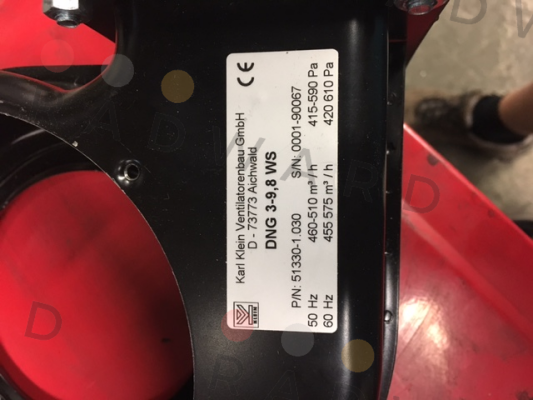 Karl Klein Ventilatorenbau GmbH
D - 73773 Aichwald
DNG 3-9,8 WS
P/N: 51330-1.030 S/N: 0001-90067
50 Hz 460-510 m³ / h 415-590 Pa
60 Hz 455 575 m³ / h 420 610 Pa
KLEIN
CE